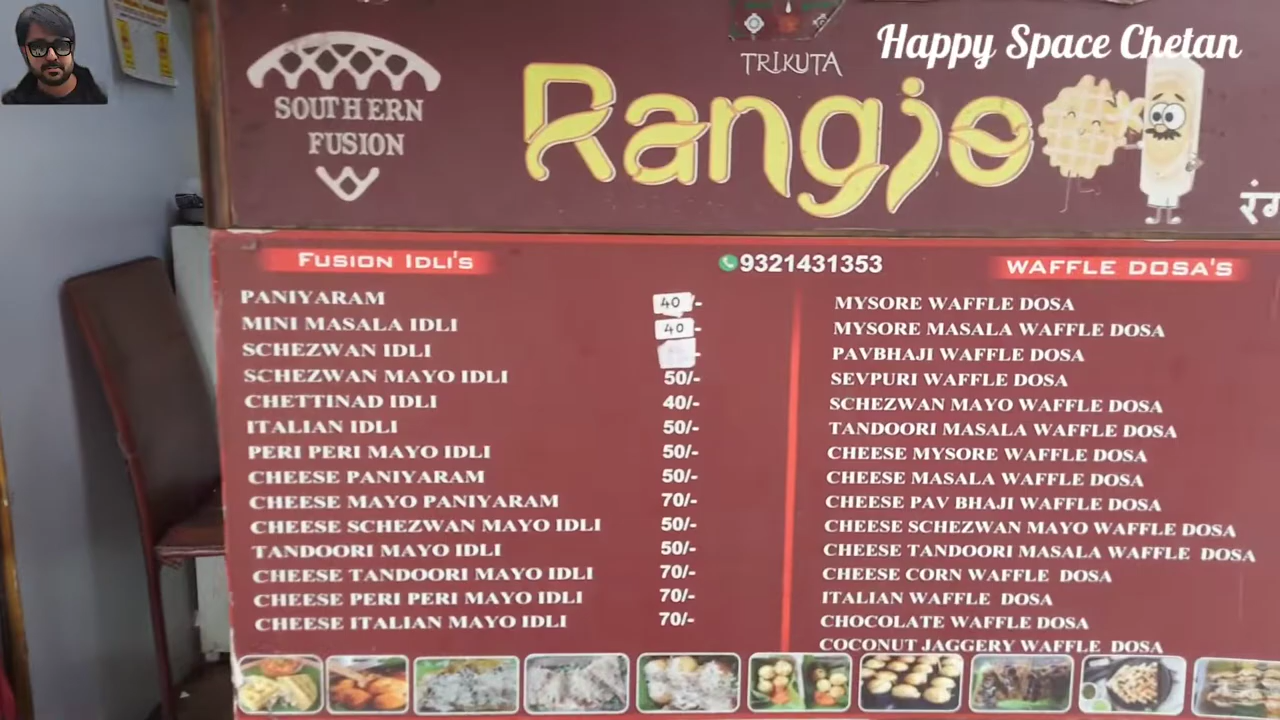 Happy Space Chetan
TRIKUTA
SOUTHERN
FUSION
Rangjo
FUSION IDLI'S
9321431353
WAFFLE DOSA'S
PANIYARAM 40 -
MINI MASALA IDLI 40 -
SCHEZWAN IDLI -
SCHEZWAN MAYO IDLI 50/-
CHETTINAD IDLI 40/-
ITALIAN IDLI 50/-
PERI PERI MAYO IDLI 50/-
CHEESE PANIYARAM 50/-
CHEESE MAYO PANIYARAM 70/-
CHEESE SCHEZWAN MAYO IDLI 50/-
TANDOORI MAYO IDLI 50/-
CHEESE TANDOORI MAYO IDLI 70/-
CHEESE PERI PERI MAYO IDLI 70/-
CHEESE ITALIAN MAYO IDLI 70/-
MYSORE WAFFLE DOSA
MYSORE MASALA WAFFLE DOSA
PAVBHAJI WAFFLE DOSA
SEVPURI WAFFLE DOSA
SCHEZWAN MAYO WAFFLE DOSA
TANDOORI MASALA WAFFLE DOSA
CHEESE MYSORE WAFFLE DOSA
CHEESE MASALA WAFFLE DOSA
CHEESE PAV BHAJI WAFFLE DOSA
CHEESE SCHEZWAN MAYO WAFFLE DOSA
CHEESE TANDOORI MASALA WAFFLE DOSA
CHEESE CORN WAFFLE DOSA
ITALIAN WAFFLE DOSA
CHOCOLATE WAFFLE DOSA
COCONUT JAGGERY WAFFLE DOSA